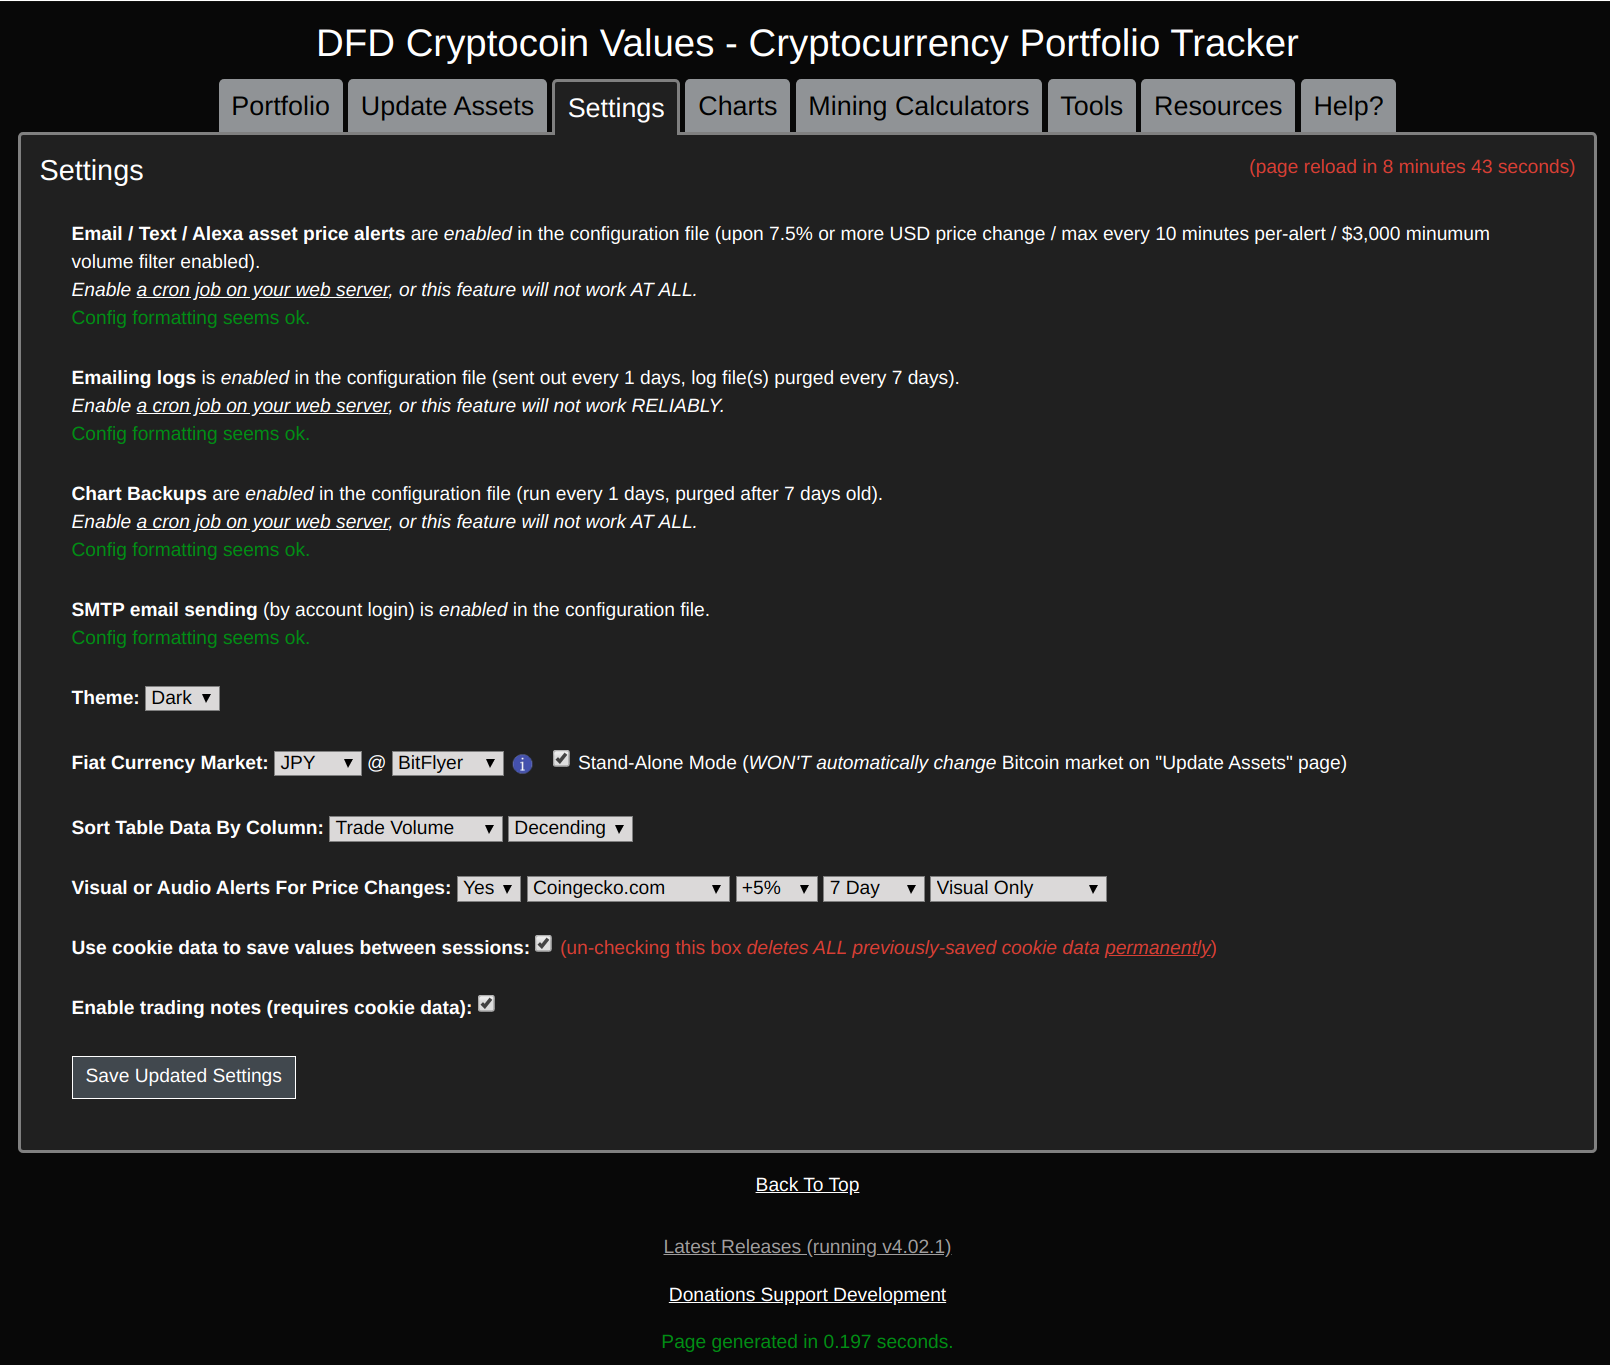 DFD Cryptocoin Values - Cryptocurrency Portfolio Tracker
Portfolio Update Assets Settings Charts Mining Calculators Tools Resources Help?
Settings (page reload in 8 minutes 43 seconds)
Email / Text / Alexa asset price alerts are enabled in the configuration file (upon 7.5% or more USD price change / max every 10 minutes per-alert / $3,000 minumum
volume filter enabled).
Enable a cron job on your web server, or this feature will not work AT ALL.
Config formatting seems ok.
Emailing logs is enabled in the configuration file (sent out every 1 days, log file(s) purged every 7 days).
Enable a cron job on your web server, or this feature will not work RELIABLY.
Config formatting seems ok.
Chart Backups are enabled in the configuration file (run every 1 days, purged after 7 days old).
Enable a cron job on your web server, or this feature will not work AT ALL.
Config formatting seems ok.
SMTP email sending (by account login) is enabled in the configuration file.
Config formatting seems ok.
Theme: Dark
Fiat Currency Market: JPY @ BitFlyer i Stand-Alone Mode (WON'T automatically change Bitcoin market on "Update Assets" page)
Sort Table Data By Column: Trade Volume Decending
Visual or Audio Alerts For Price Changes: Yes Coingecko.com +5% 7 Day Visual Only
Use cookie data to save values between sessions: (un-checking this box deletes ALL previously-saved cookie data permanently)
Enable trading notes (requires cookie data):
Save Updated Settings
Back To Top
Latest Releases (running v4.02.1)
Donations Support Development
Page generated in 0.197 seconds.